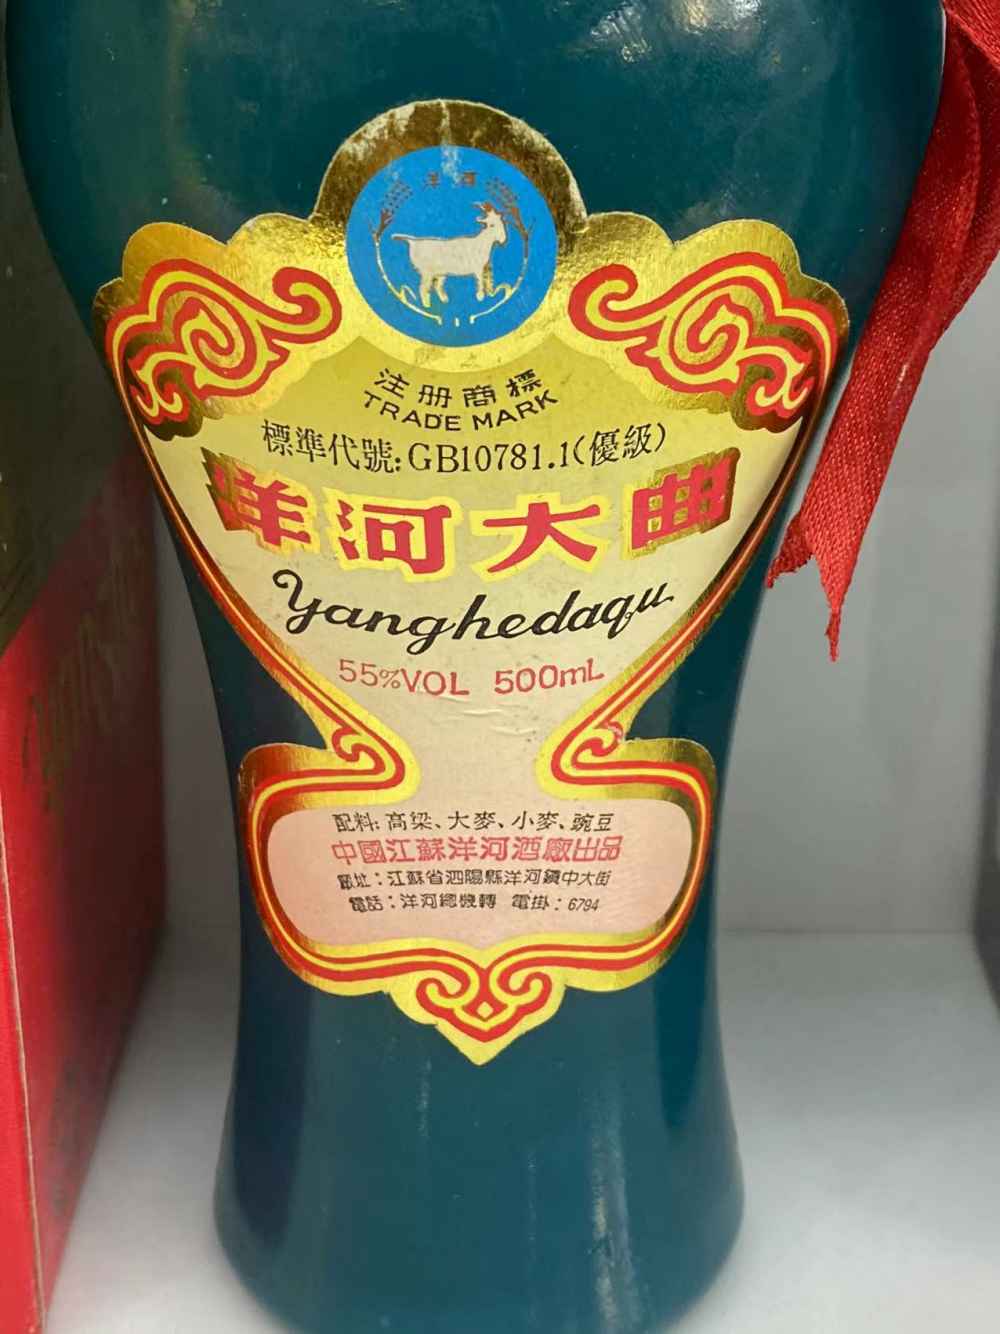 洋河
注册商標
TRADE MARK
標準代號:GB10781.1(優級)
洋河大曲
Yanghedaqu
55%VOL 500mL
配料:高梁、大麥、小麥、豌豆
中國江蘇洋河酒廠出品
廠址:江蘇省泗陽縣洋河鎮中大街
電話:洋河總機轉 電掛:6794